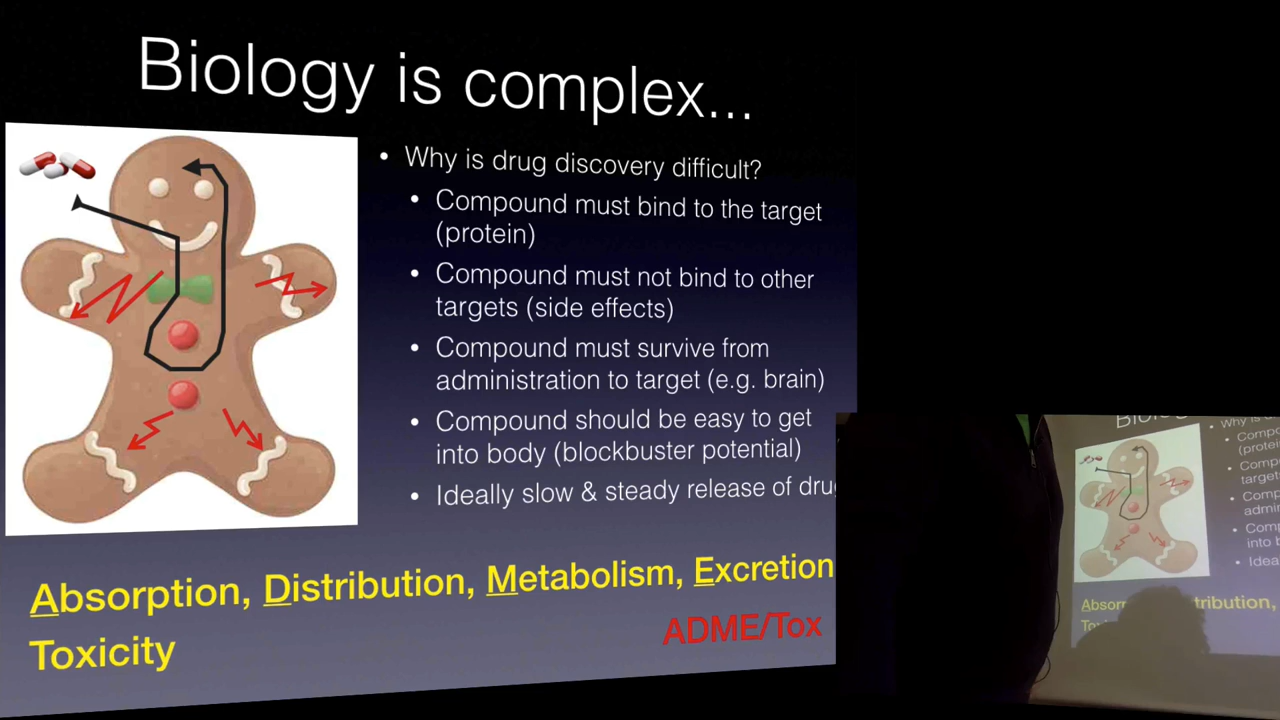 Biology is complex...
• Why is drug discovery difficult?
• Compound must bind to the target
(protein)
• Compound must not bind to other
targets (side effects)
• Compound must survive from
administration to target (e.g. brain)
• Compound should be easy to get
into body (blockbuster potential)
• Ideally slow & steady release of drug
Absorption, Distribution, Metabolism, Excretion
Toxicity
ADME/Tox